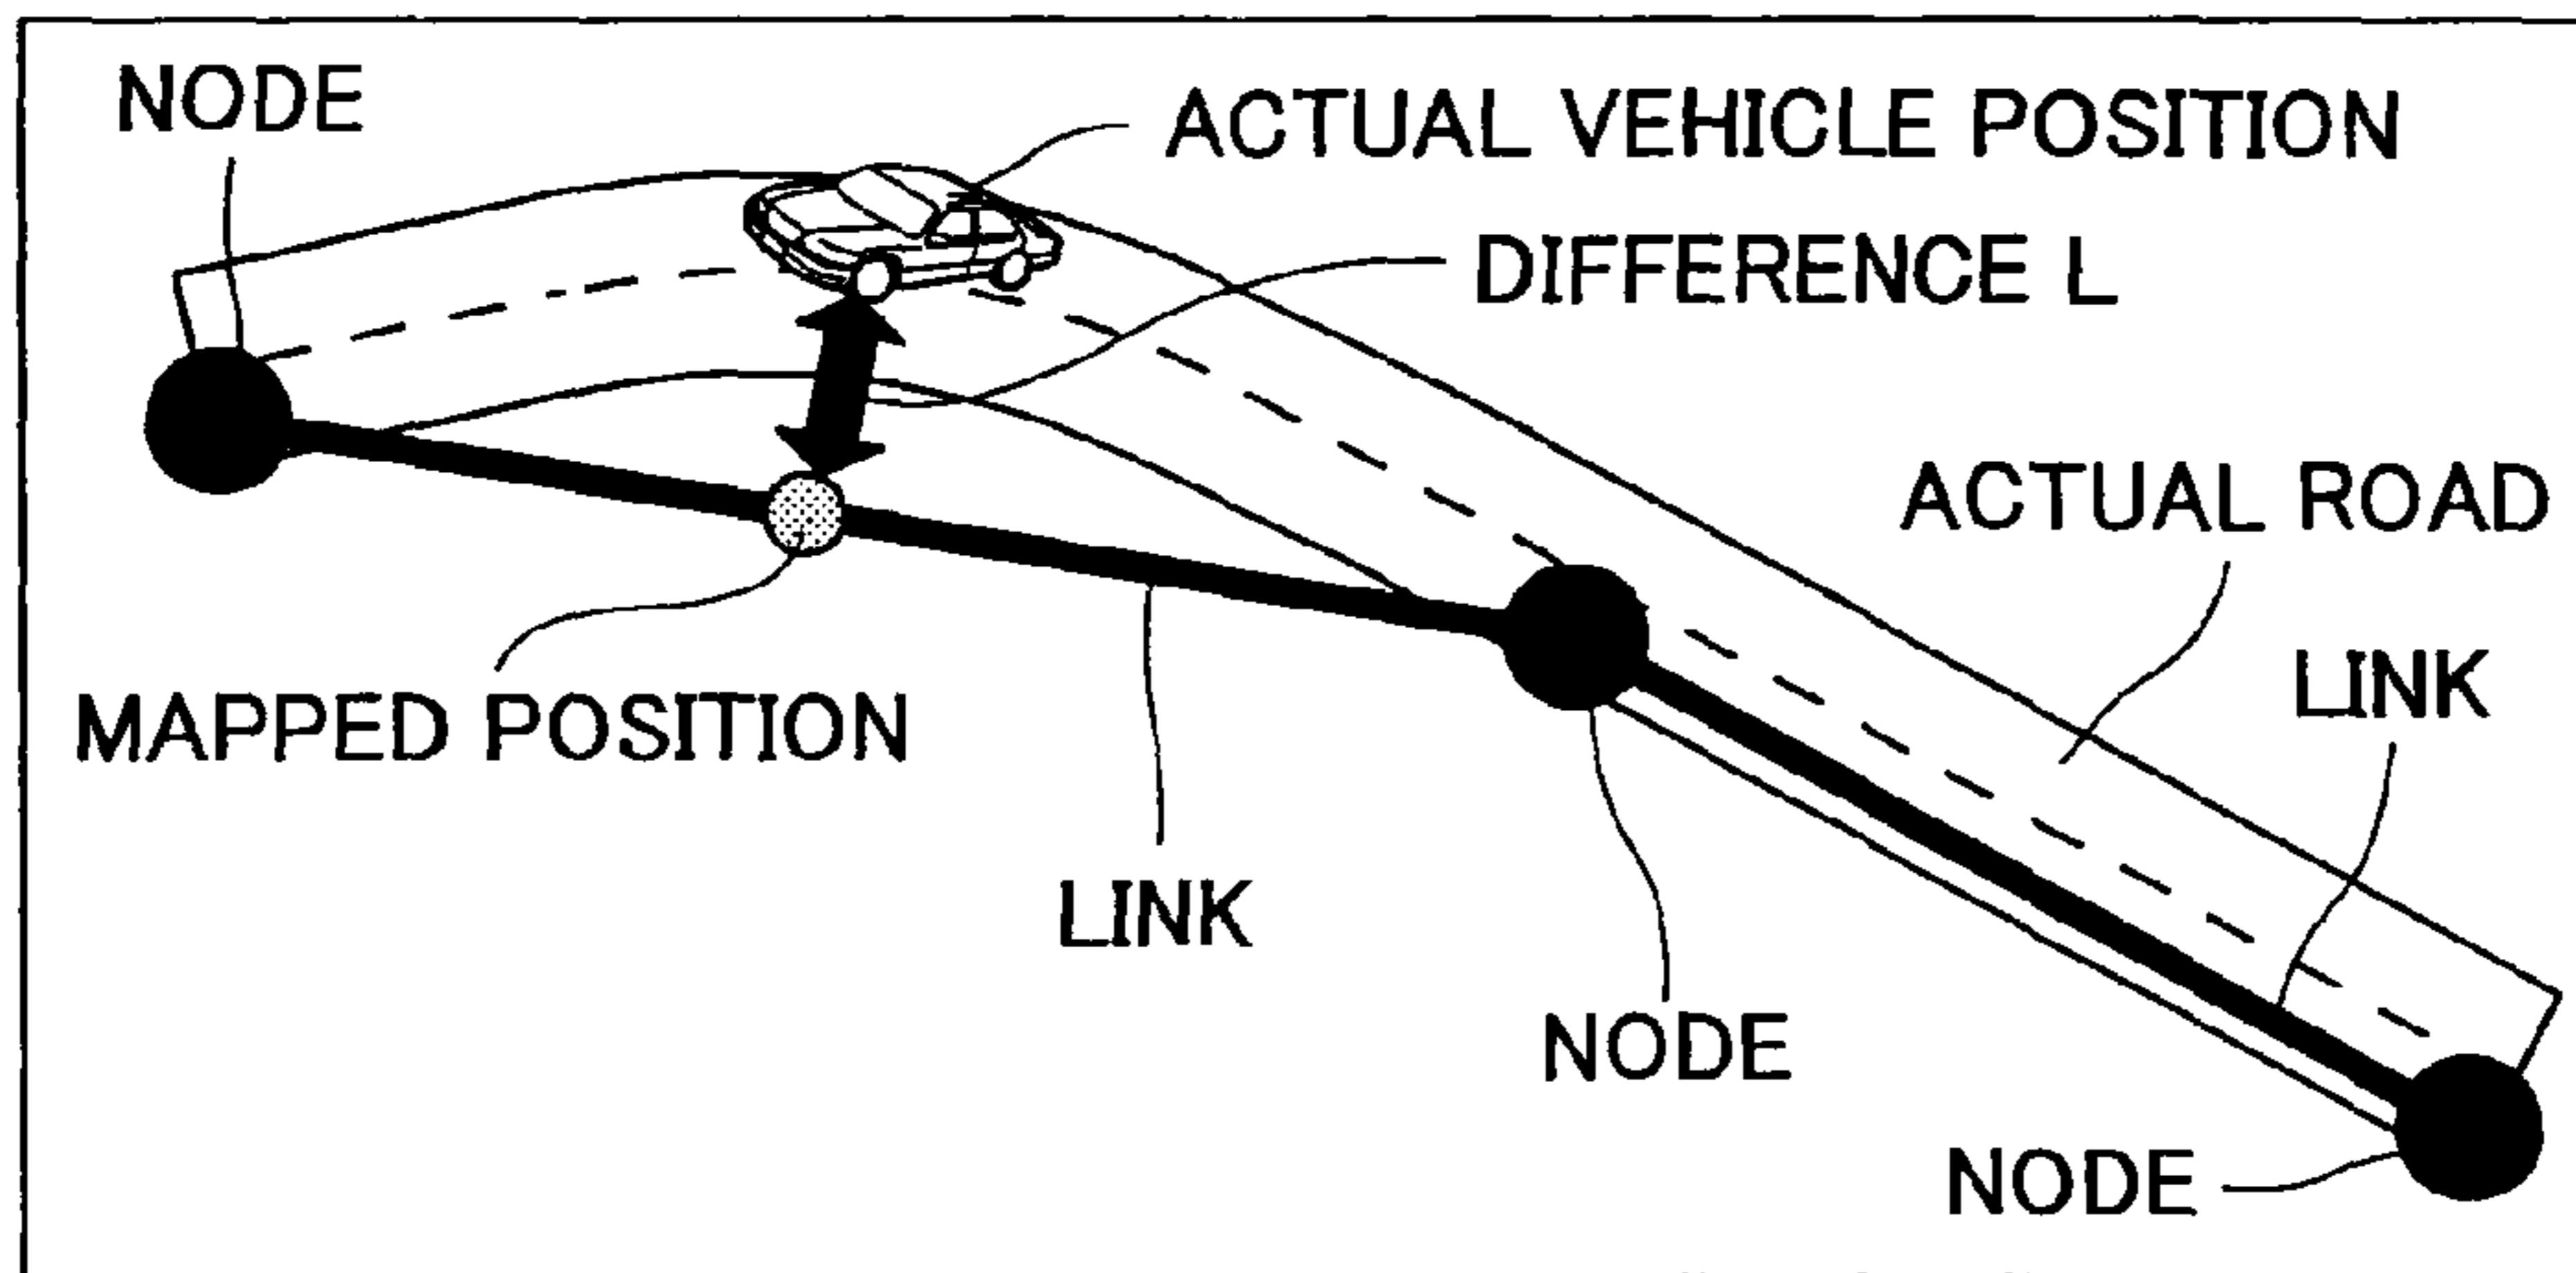 NODE
ACTUAL VEHICLE POSITION
DIFFERENCE L
ACTUAL ROAD
LINK
MAPPED POSITION
LINK
NODE
NODE